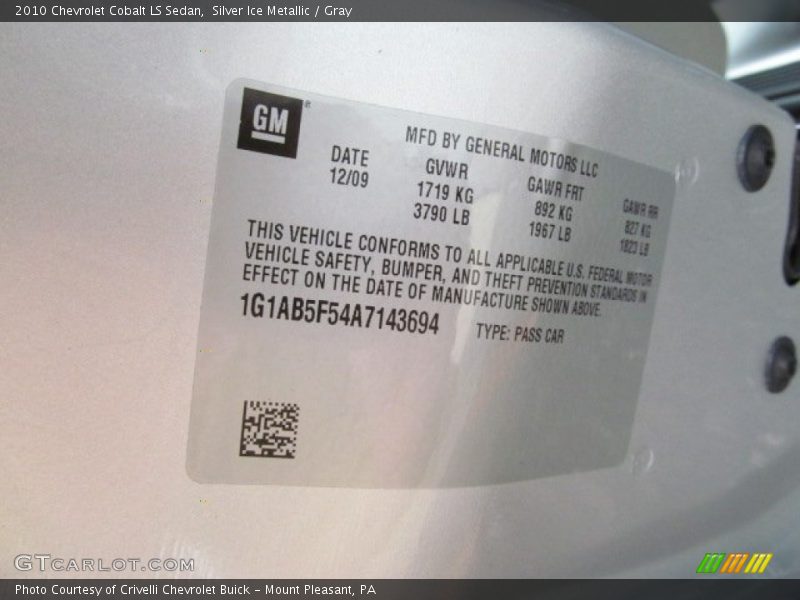 2010 Chevrolet Cobalt LS Sedan,  Silver Ice Metallic / Gray
GM®
MFD BY GENERAL MOTORS LLC
DATE GVWR GAWR FRT GAWR RR
12/09 1719 KG 892 KG 827 KG
3790 LB 1967 LB 1823 LB
THIS VEHICLE CONFORMS TO ALL APPLICABLE U.S. FEDERAL MOTOR
VEHICLE SAFETY, BUMPER, AND THEFT PREVENTION STANDARDS IN
EFFECT ON THE DATE OF MANUFACTURE SHOWN ABOVE.
1G1AB5F54A7143694 TYPE: PASS CAR
GTCARLOT.COM
Photo Courtesy of Crivelli Chevrolet Buick - Mount Pleasant, PA